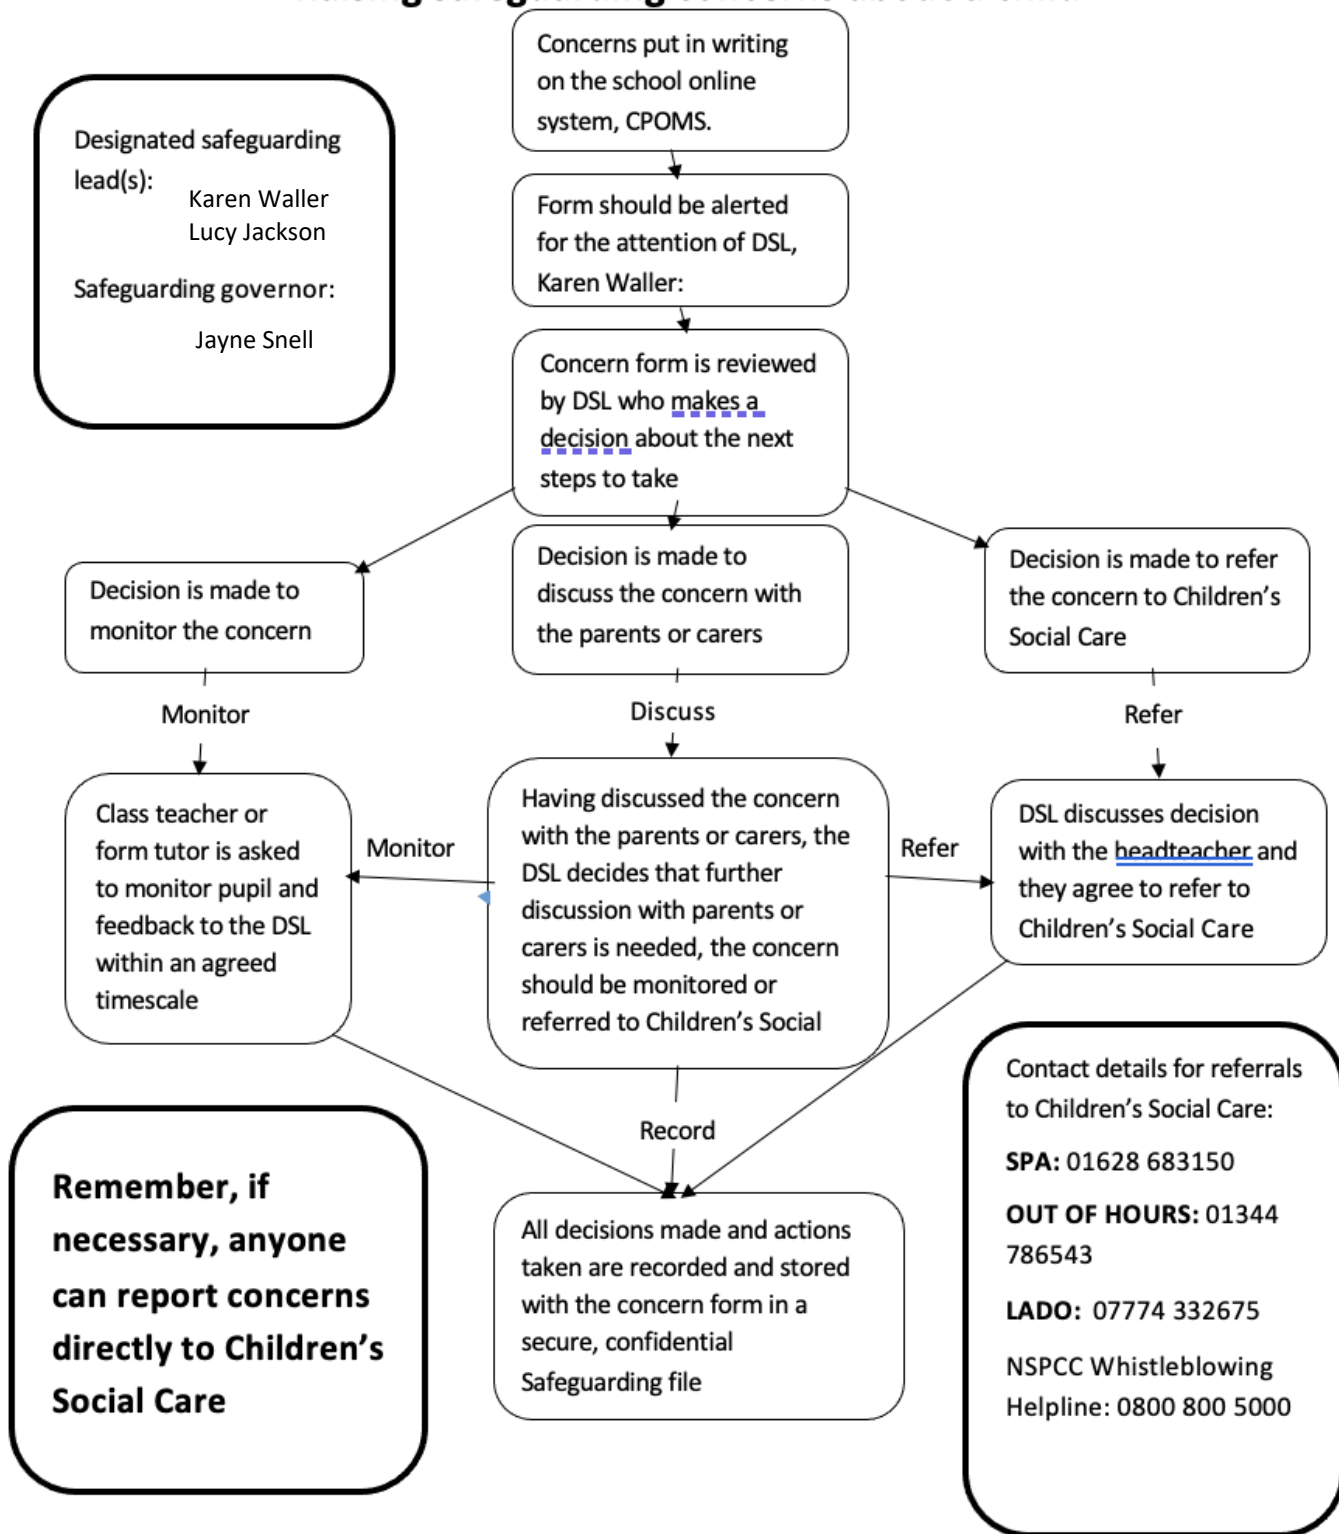 Concerns put in writing
on the school online
system, CPOMS.
Designated safeguarding
lead(s):
Karen Waller
Lucy Jackson
Safeguarding governor:
Jayne Snell
Form should be alerted
for the attention of DSL,
Karen Waller:
Concern form is reviewed
by DSL who makes a
decision about the next
steps to take
Decision is made to
monitor the concern
Decision is made to
discuss the concern with
the parents or carers
Decision is made to refer
the concern to Children’s
Social Care
Monitor
Discuss
Refer
Class teacher or
form tutor is asked
to monitor pupil and
feedback to the DSL
within an agreed
timescale
Monitor
Having discussed the concern
with the parents or carers, the
DSL decides that further
discussion with parents or
carers is needed, the concern
should be monitored or
referred to Children’s Social
Refer
DSL discusses decision
with the headteacher and
they agree to refer to
Children’s Social Care
Record
Remember, if
necessary, anyone
can report concerns
directly to Children’s
Social Care
All decisions made and actions
taken are recorded and stored
with the concern form in a
secure, confidential
Safeguarding file
Contact details for referrals
to Children’s Social Care:
SPA: 01628 683150
OUT OF HOURS: 01344
786543
LADO: 07774 332675
NSPCC Whistleblowing
Helpline: 0800 800 5000